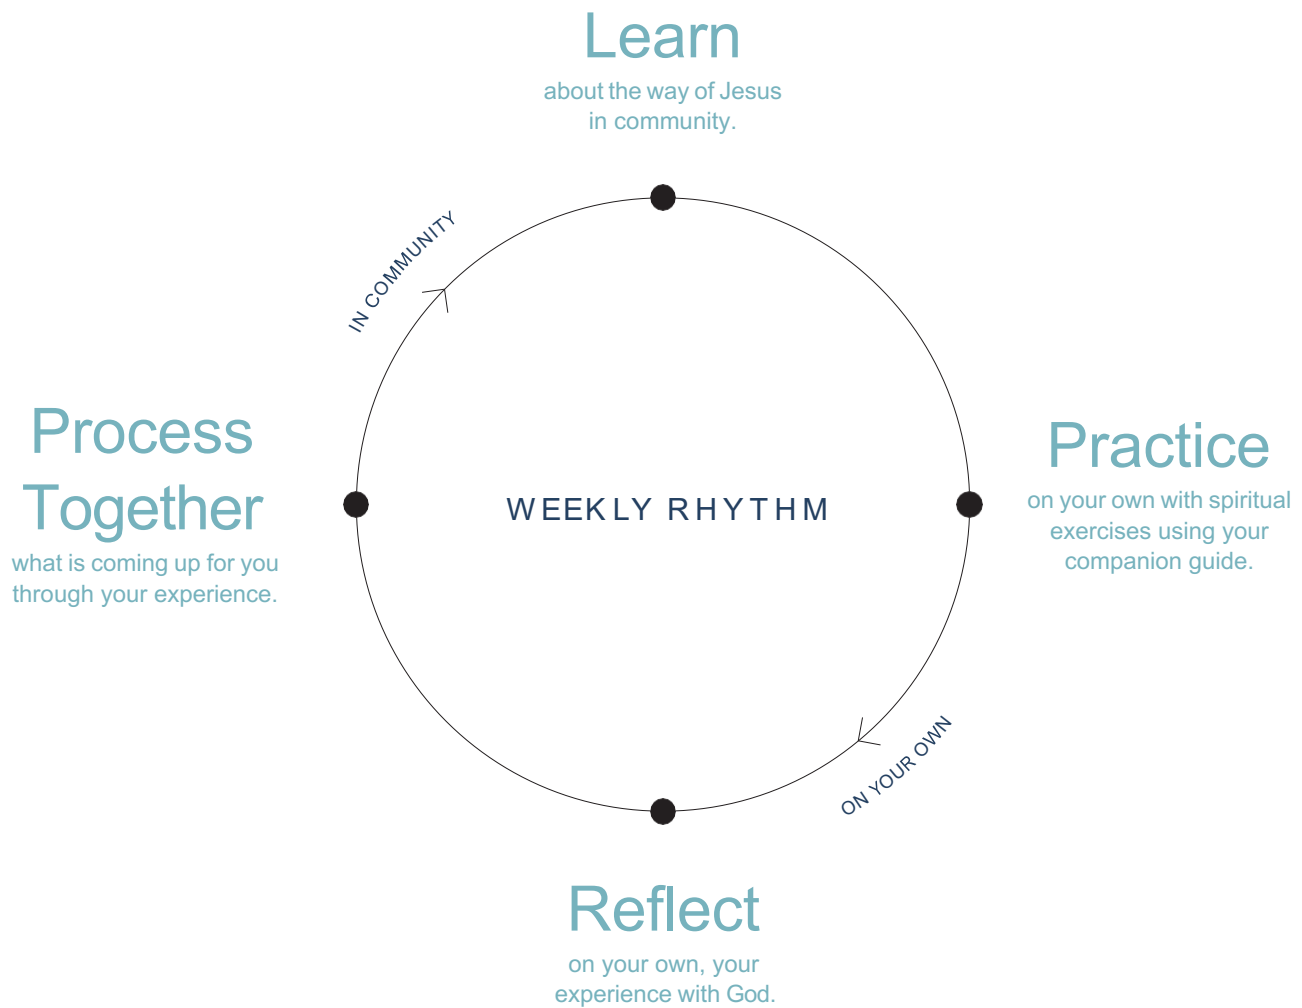 Learn
about the way of Jesus
in community.
IN COMMUNITY
Process
Together
what is coming up for you
through your experience.
WEEKLY RHYTHM
Practice
on your own with spiritual
exercises using your
companion guide.
ON YOUR OWN
Reflect
on your own, your
experience with God.